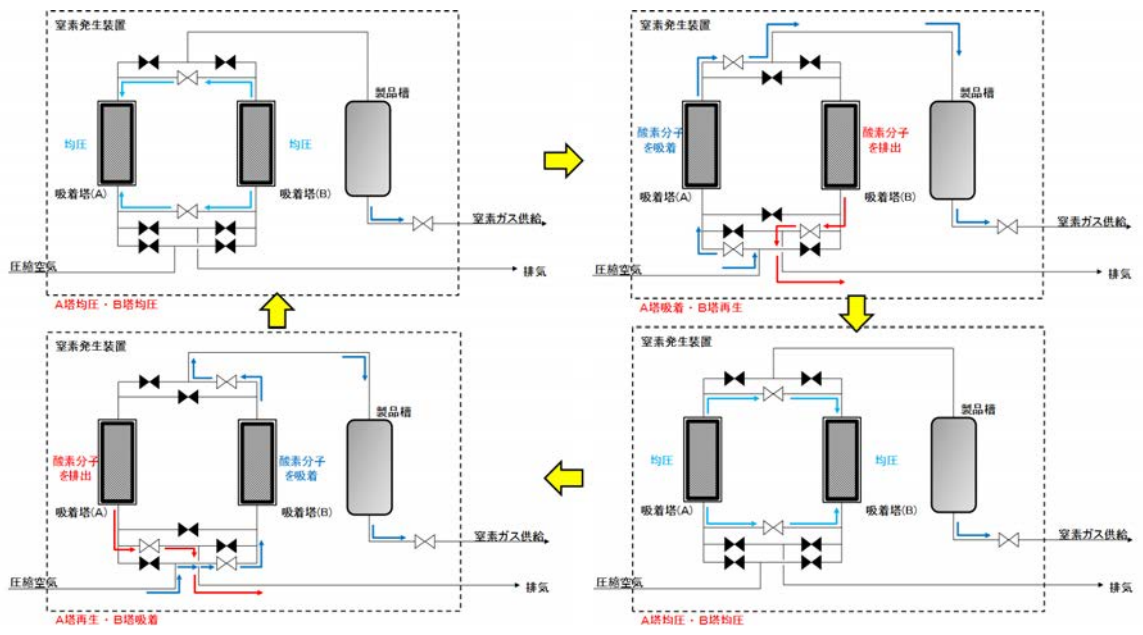 窒素発生装置
製品槽
均圧
均圧
吸着塔(A)
吸着塔(B)
窒素ガス供給
圧縮空気
排気
A塔均圧・B塔均圧
窒素発生装置
製品槽
酸素分子
を吸着
酸素分子
を排出
吸着塔(A)
吸着塔(B)
窒素ガス供給
圧縮空気
排気
A塔吸着・B塔再生
窒素発生装置
製品槽
酸素分子
を排出
酸素分子
を吸着
吸着塔(A)
吸着塔(B)
窒素ガス供給
圧縮空気
排気
A塔再生・B塔吸着
窒素発生装置
製品槽
均圧
均圧
吸着塔(A)
吸着塔(B)
窒素ガス供給
圧縮空気
排気
A塔均圧・B塔均圧